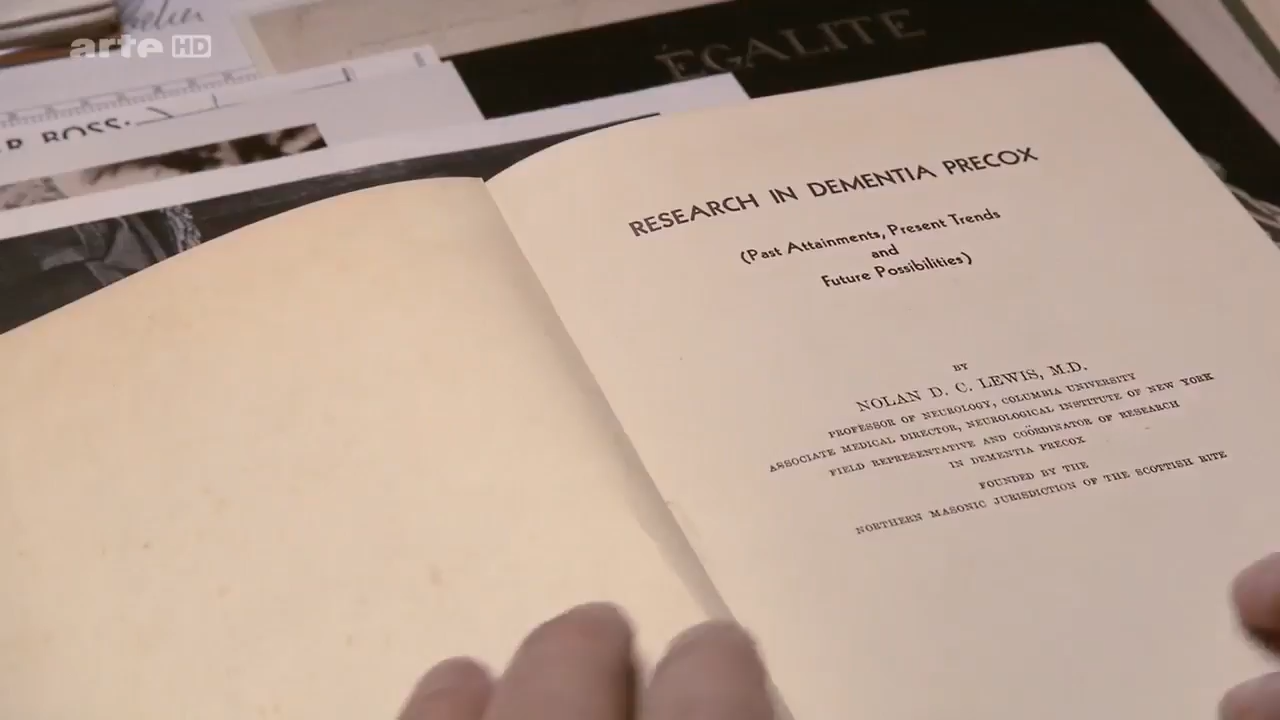 arte HD
ÉGALITE
RESEARCH IN DEMENTIA PRECOX
(Past Attainments, Present Trends
and
Future Possibilities)
BY
NOLAN D. C. LEWIS, M.D.
PROFESSOR OF NEUROLOGY, COLUMBIA UNIVERSITY
ASSOCIATE MEDICAL DIRECTOR, NEUROLOGICAL INSTITUTE OF NEW YORK
FIELD REPRESENTATIVE AND COÖRDINATOR OF RESEARCH
IN DEMENTIA PRECOX
FOUNDED BY THE
NORTHERN MASONIC JURISDICTION OF THE SCOTTISH RITE